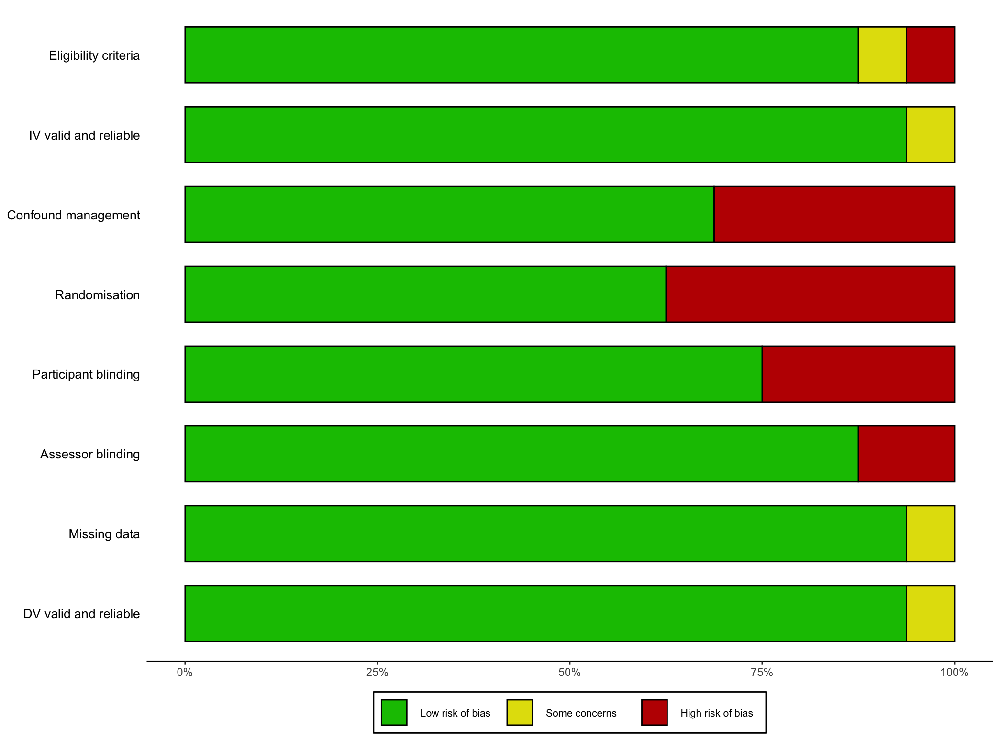 Eligibility criteria
IV valid and reliable
Confound management
Randomisation
Participant blinding
Assessor blinding
Missing data
DV valid and reliable
0% 25% 50% 75% 100%
Low risk of bias Some concerns High risk of bias